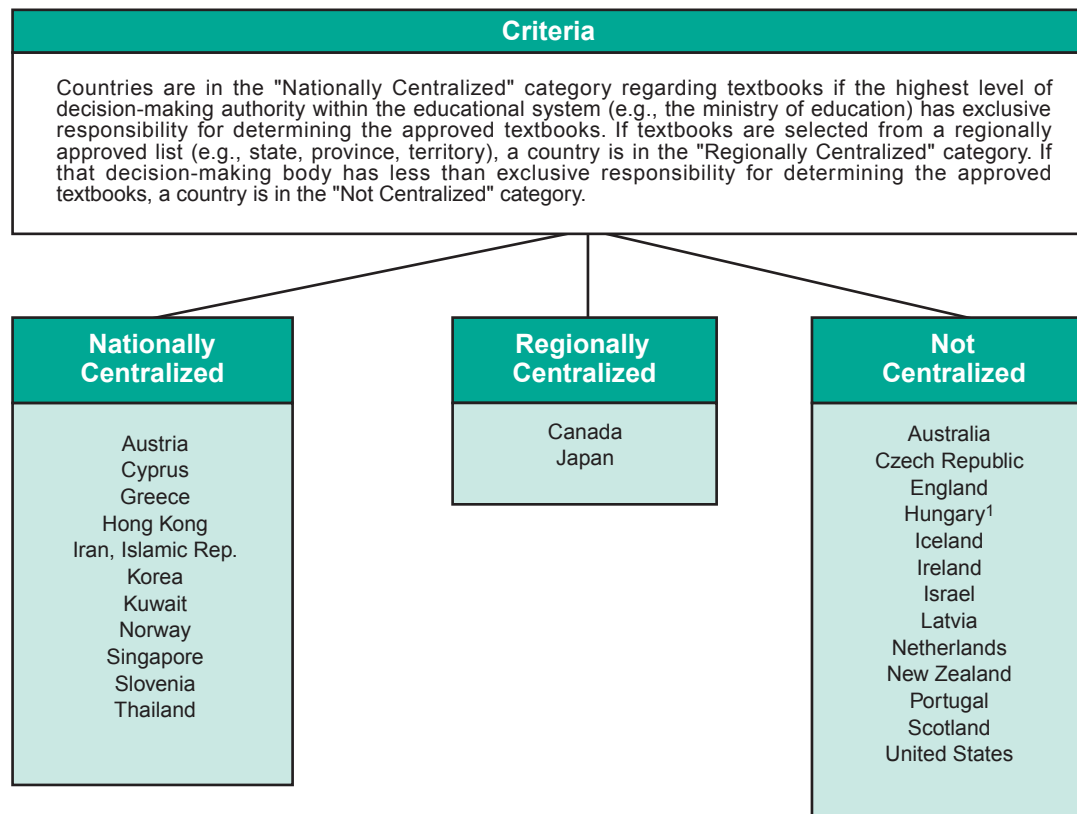 Criteria
Countries are in the "Nationally Centralized" category regarding textbooks if the highest level of
decision-making authority within the educational system (e.g., the ministry of education) has exclusive
responsibility for determining the approved textbooks. If textbooks are selected from a regionally
approved list (e.g., state, province, territory), a country is in the "Regionally Centralized" category. If
that decision-making body has less than exclusive responsibility for determining the approved
textbooks, a country is in the "Not Centralized" category.
Nationally
Centralized
Austria
Cyprus
Greece
Hong Kong
Iran, Islamic Rep.
Korea
Kuwait
Norway
Singapore
Slovenia
Thailand
Regionally
Centralized
Canada
Japan
Not
Centralized
Australia
Czech Republic
England
Hungary¹
Iceland
Ireland
Israel
Latvia
Netherlands
New Zealand
Portugal
Scotland
United States